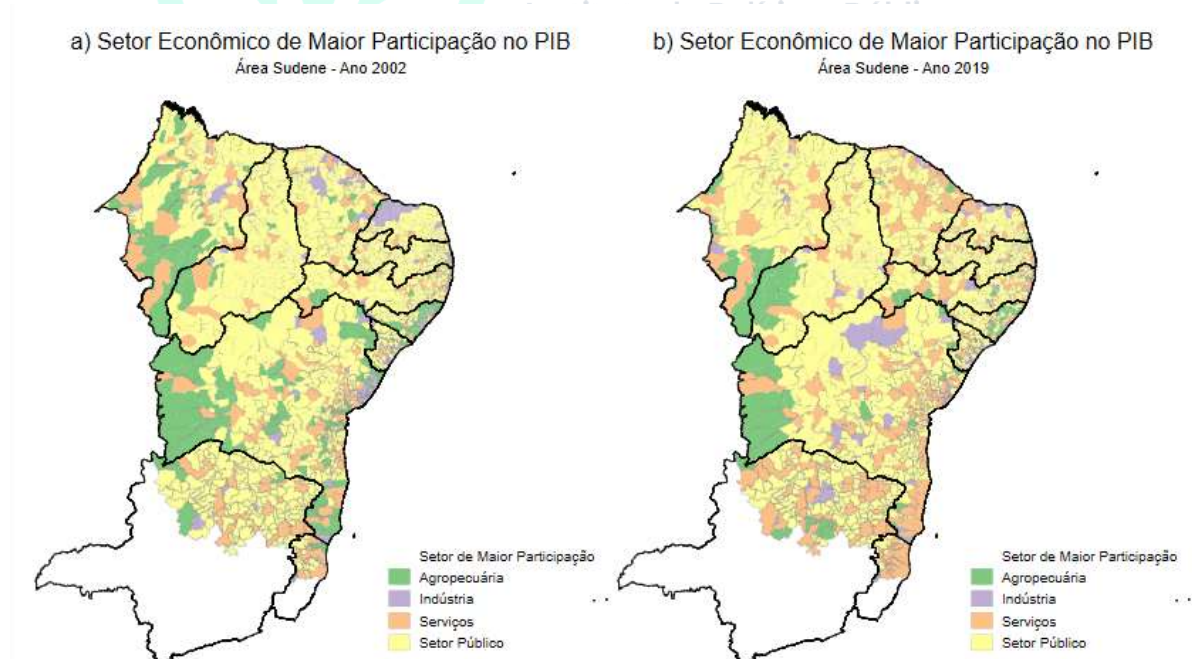 a) Setor Econômico de Maior Participação no PIB
Área Sudene - Ano 2002
b) Setor Econômico de Maior Participação no PIB
Área Sudene - Ano 2019
Setor de Maior Participação
Agropecuária
Indústria
Serviços
Setor Público
Setor de Maior Participação
Agropecuária
Indústria
Serviços
Setor Público